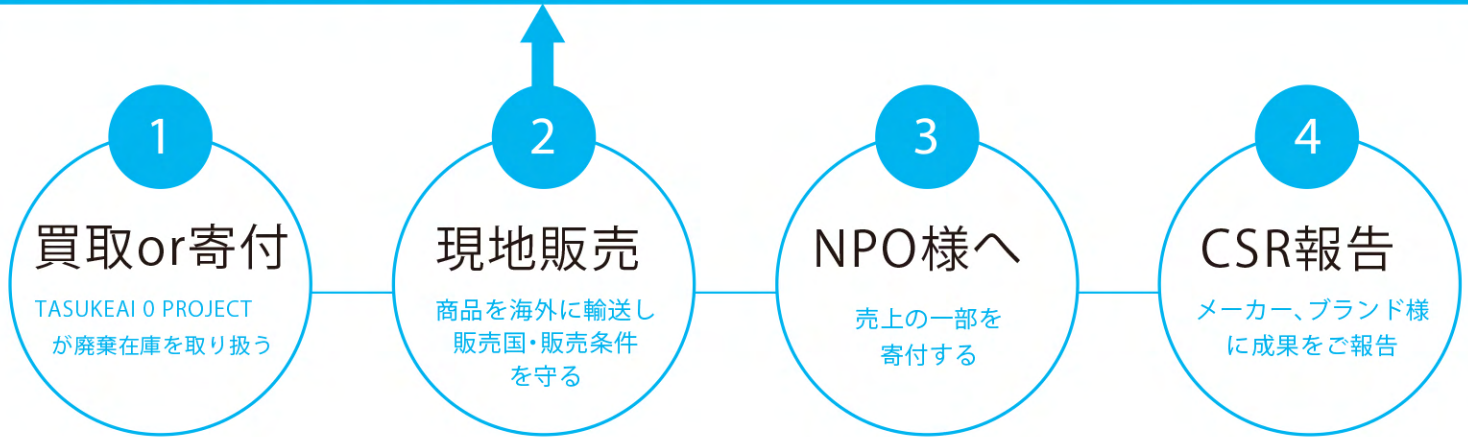 1
買取or寄付
TASUKEAI 0 PROJECT
が廃棄在庫を取り扱う
2
現地販売
商品を海外に輸送し
販売国・販売条件
を守る
3
NPO様へ
売上の一部を
寄付する
4
CSR報告
メーカー、ブランド様
に成果をご報告